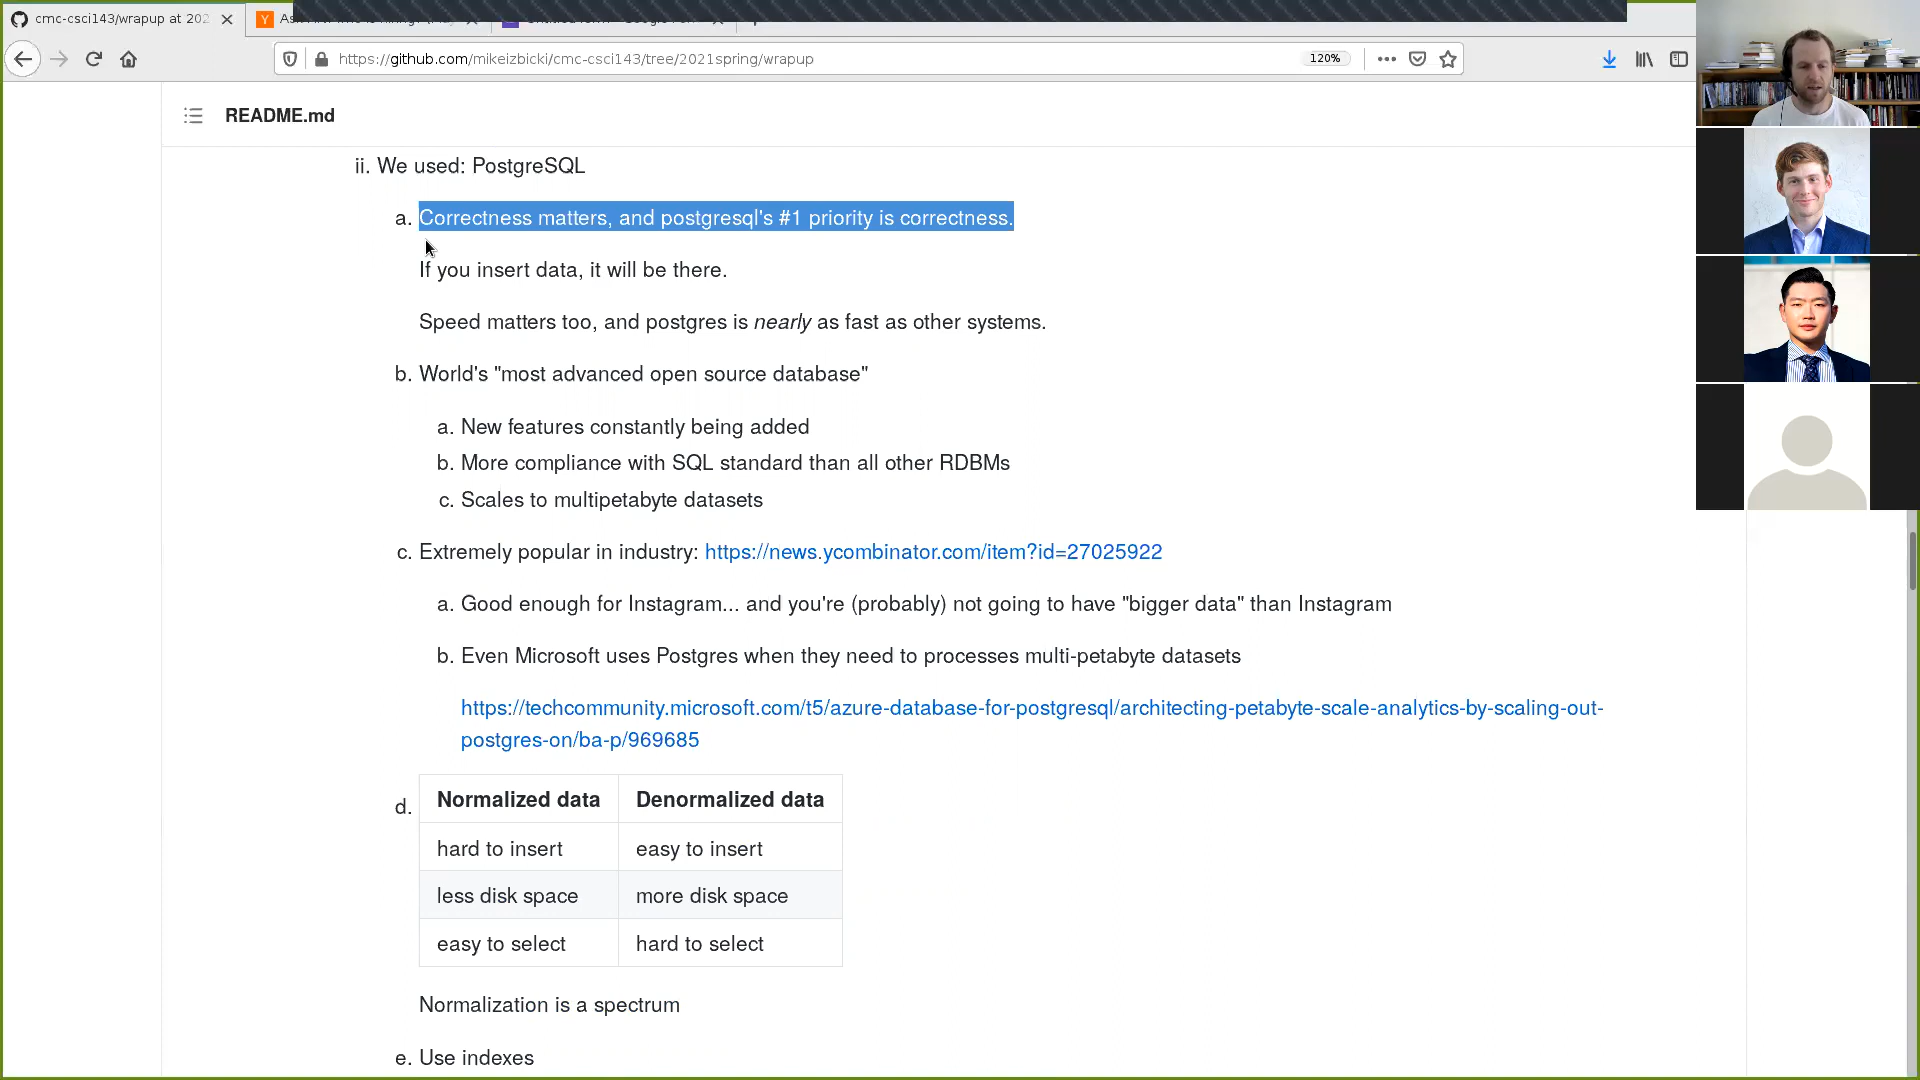 cmc-csci143/wrapup at 202
https://github.com/mikeizbicki/cmc-csci143/tree/2021spring/wrapup
120%
README.md
ii. We used: PostgreSQL
a. Correctness matters, and postgresql's #1 priority is correctness.
If you insert data, it will be there.
Speed matters too, and postgres is nearly as fast as other systems.
b. World's "most advanced open source database"
a. New features constantly being added
b. More compliance with SQL standard than all other RDBMs
c. Scales to multipetabyte datasets
c. Extremely popular in industry: https://news.ycombinator.com/item?id=27025922
a. Good enough for Instagram... and you're (probably) not going to have "bigger data" than Instagram
b. Even Microsoft uses Postgres when they need to processes multi-petabyte datasets
https://techcommunity.microsoft.com/t5/azure-database-for-postgresql/architecting-petabyte-scale-analytics-by-scaling-out-
postgres-on/ba-p/969685
d. Normalized data Denormalized data
hard to insert easy to insert
less disk space more disk space
easy to select hard to select
Normalization is a spectrum
e. Use indexes